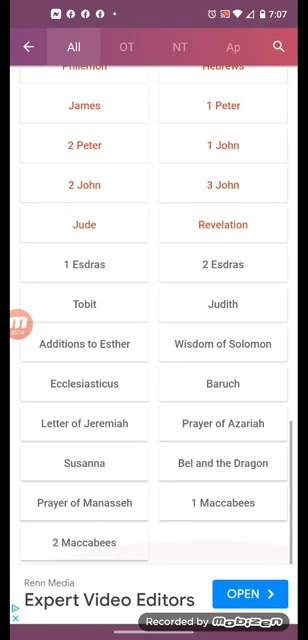 7:07
All OT NT Ap
Philemon Hebrews
James 1 Peter
2 Peter 1 John
2 John 3 John
Jude Revelation
1 Esdras 2 Esdras
Tobit Judith
Additions to Esther Wisdom of Solomon
Ecclesiasticus Baruch
Letter of Jeremiah Prayer of Azariah
Susanna Bel and the Dragon
Prayer of Manasseh 1 Maccabees
2 Maccabees
Renn Media
Expert Video Editors
OPEN
Recorded by mobizen